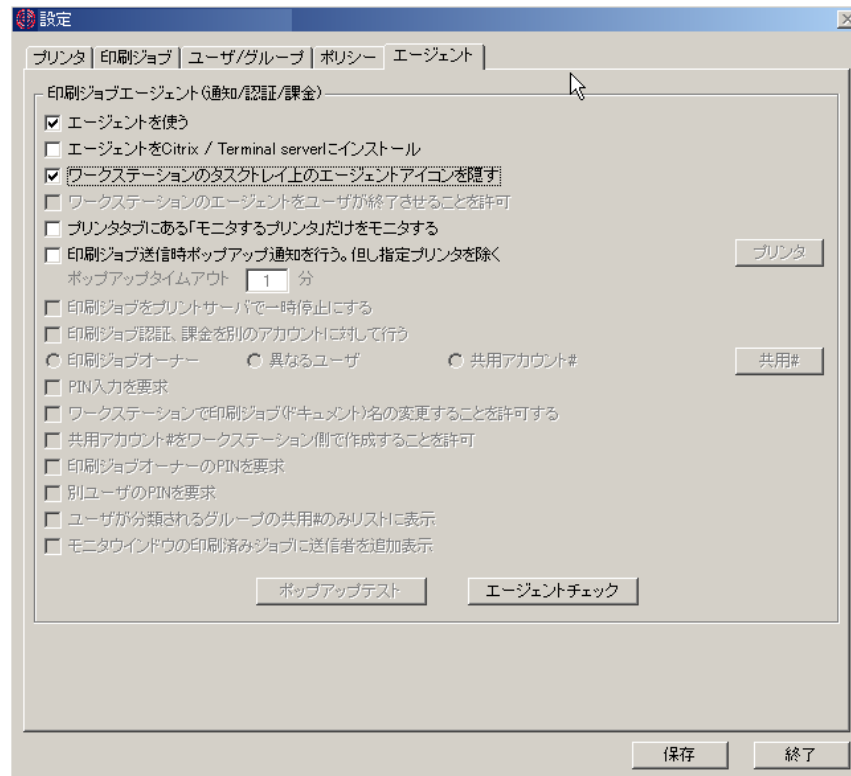 設定
プリンタ 印刷ジョブ ユーザ/グループ ポリシー エージェント
印刷ジョブエージェント(通知/認証/課金)
エージェントを使う
エージェントをCitrix / Terminal serverにインストール
ワークステーションのタスクトレイ上のエージェントアイコンを隠す
ワークステーションのエージェントをユーザが終了させることを許可
プリンタタブにある「モニタするプリンタ」だけをモニタする
印刷ジョブ送信時ポップアップ通知を行う。但し指定プリンタを除く プリンタ
ポップアップタイムアウト 1 分
印刷ジョブをプリントサーバで一時停止にする
印刷ジョブ認証、課金を別のアカウントに対して行う
印刷ジョブオーナー 異なるユーザ 共用アカウント# 共用#
PIN入力を要求
ワークステーションで印刷ジョブ(ドキュメント)名の変更することを許可する
共用アカウント#をワークステーション側で作成することを許可
印刷ジョブオーナーのPINを要求
別ユーザのPINを要求
ユーザが分類されるグループの共用#のみリストに表示
モニタウインドウの印刷済みジョブに送信者を追加表示
ポップアップテスト エージェントチェック
保存 終了